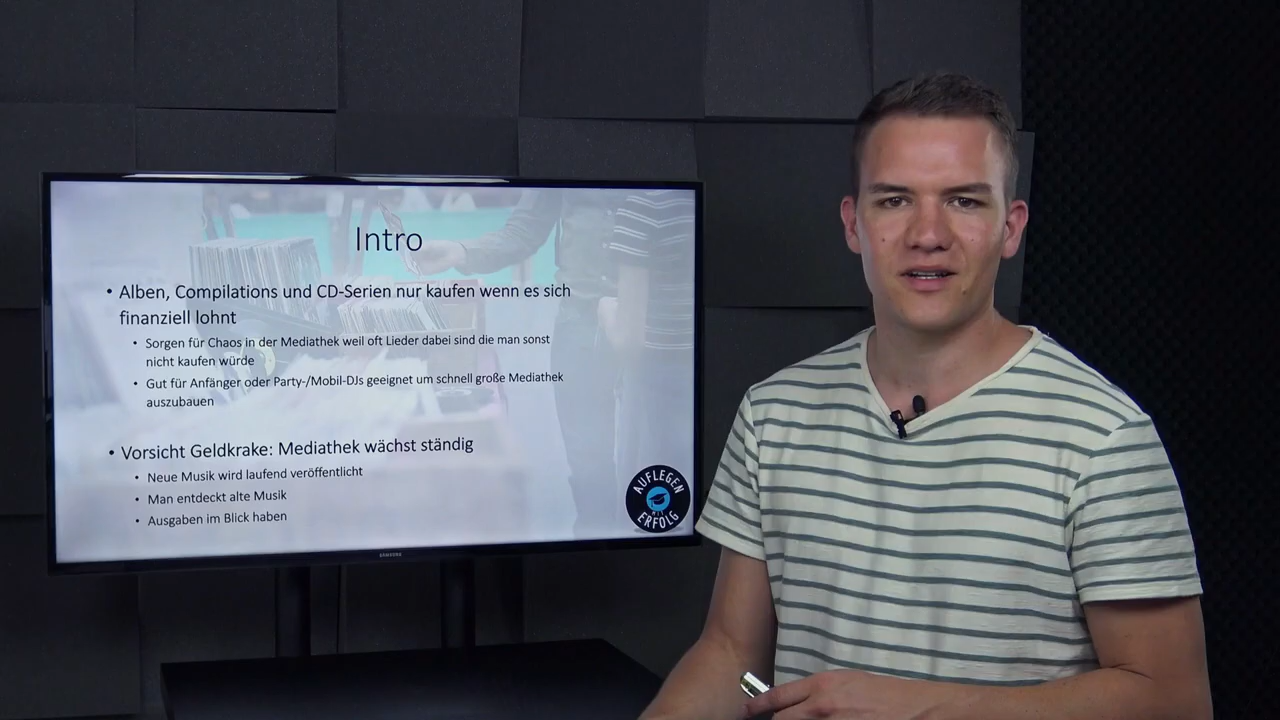 Intro
• Alben, Compilations und CD-Serien nur kaufen wenn es sich
finanziell lohnt
• Sorgen für Chaos in der Mediathek weil oft Lieder dabei sind die man sonst
nicht kaufen würde
• Gut für Anfänger oder Party-/Mobil-DJs geeignet um schnell große Mediathek
auszubauen
• Vorsicht Geldkrake: Mediathek wächst ständig
• Neue Musik wird laufend veröffentlicht
• Man entdeckt alte Musik
• Ausgaben im Blick haben
AUFLEGEN
MIT
ERFOLG
SAMSUNG